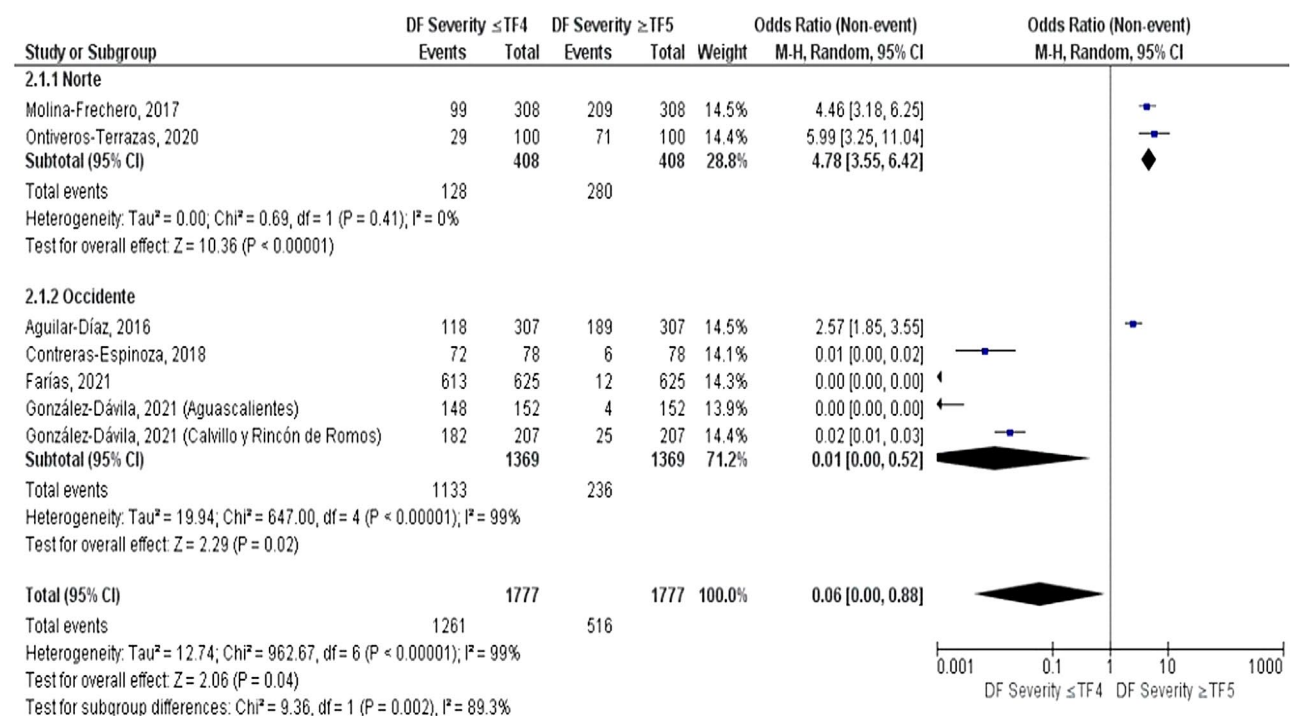 DF Severity ≤TF4 DF Severity ≥TF5 Odds Ratio (Non-event) Odds Ratio (Non-event)
Study or Subgroup Events Total Events Total Weight M-H, Random, 95% CI M-H, Random, 95% CI
2.1.1 Norte
Molina-Frechero, 2017 99 308 209 308 14.5% 4.46 [3.18, 6.25]
Ontiveros-Terrazas, 2020 29 100 71 100 14.4% 5.99 [3.25, 11.04]
Subtotal (95% CI) 408 408 28.8% 4.78 [3.55, 6.42]
Total events 128 280
Heterogeneity: Tau² = 0.00; Chi² = 0.69, df = 1 (P = 0.41); I² = 0%
Test for overall effect: Z = 10.36 (P < 0.00001)
2.1.2 Occidente
Aguilar-Díaz, 2016 118 307 189 307 14.5% 2.57 [1.85, 3.55]
Contreras-Espinoza, 2018 72 78 6 78 14.1% 0.01 [0.00, 0.02]
Farías, 2021 613 625 12 625 14.3% 0.00 [0.00, 0.00]
González-Dávila, 2021 (Aguascalientes) 148 152 4 152 13.9% 0.00 [0.00, 0.00]
González-Dávila, 2021 (Calvillo y Rincón de Romos) 182 207 25 207 14.4% 0.02 [0.01, 0.03]
Subtotal (95% CI) 1369 1369 71.2% 0.01 [0.00, 0.52]
Total events 1133 236
Heterogeneity: Tau² = 19.94; Chi² = 647.00, df = 4 (P < 0.00001); I² = 99%
Test for overall effect: Z = 2.29 (P = 0.02)
Total (95% CI) 1777 1777 100.0% 0.06 [0.00, 0.88]
Total events 1261 516
Heterogeneity: Tau² = 12.74; Chi² = 962.67, df = 6 (P < 0.00001); I² = 99%
Test for overall effect: Z = 2.06 (P = 0.04)
Test for subgroup differences: Chi² = 9.36, df = 1 (P = 0.002), I² = 89.3%
0.001 0.1 1 10 1000
DF Severity ≤TF4 DF Severity ≥TF5